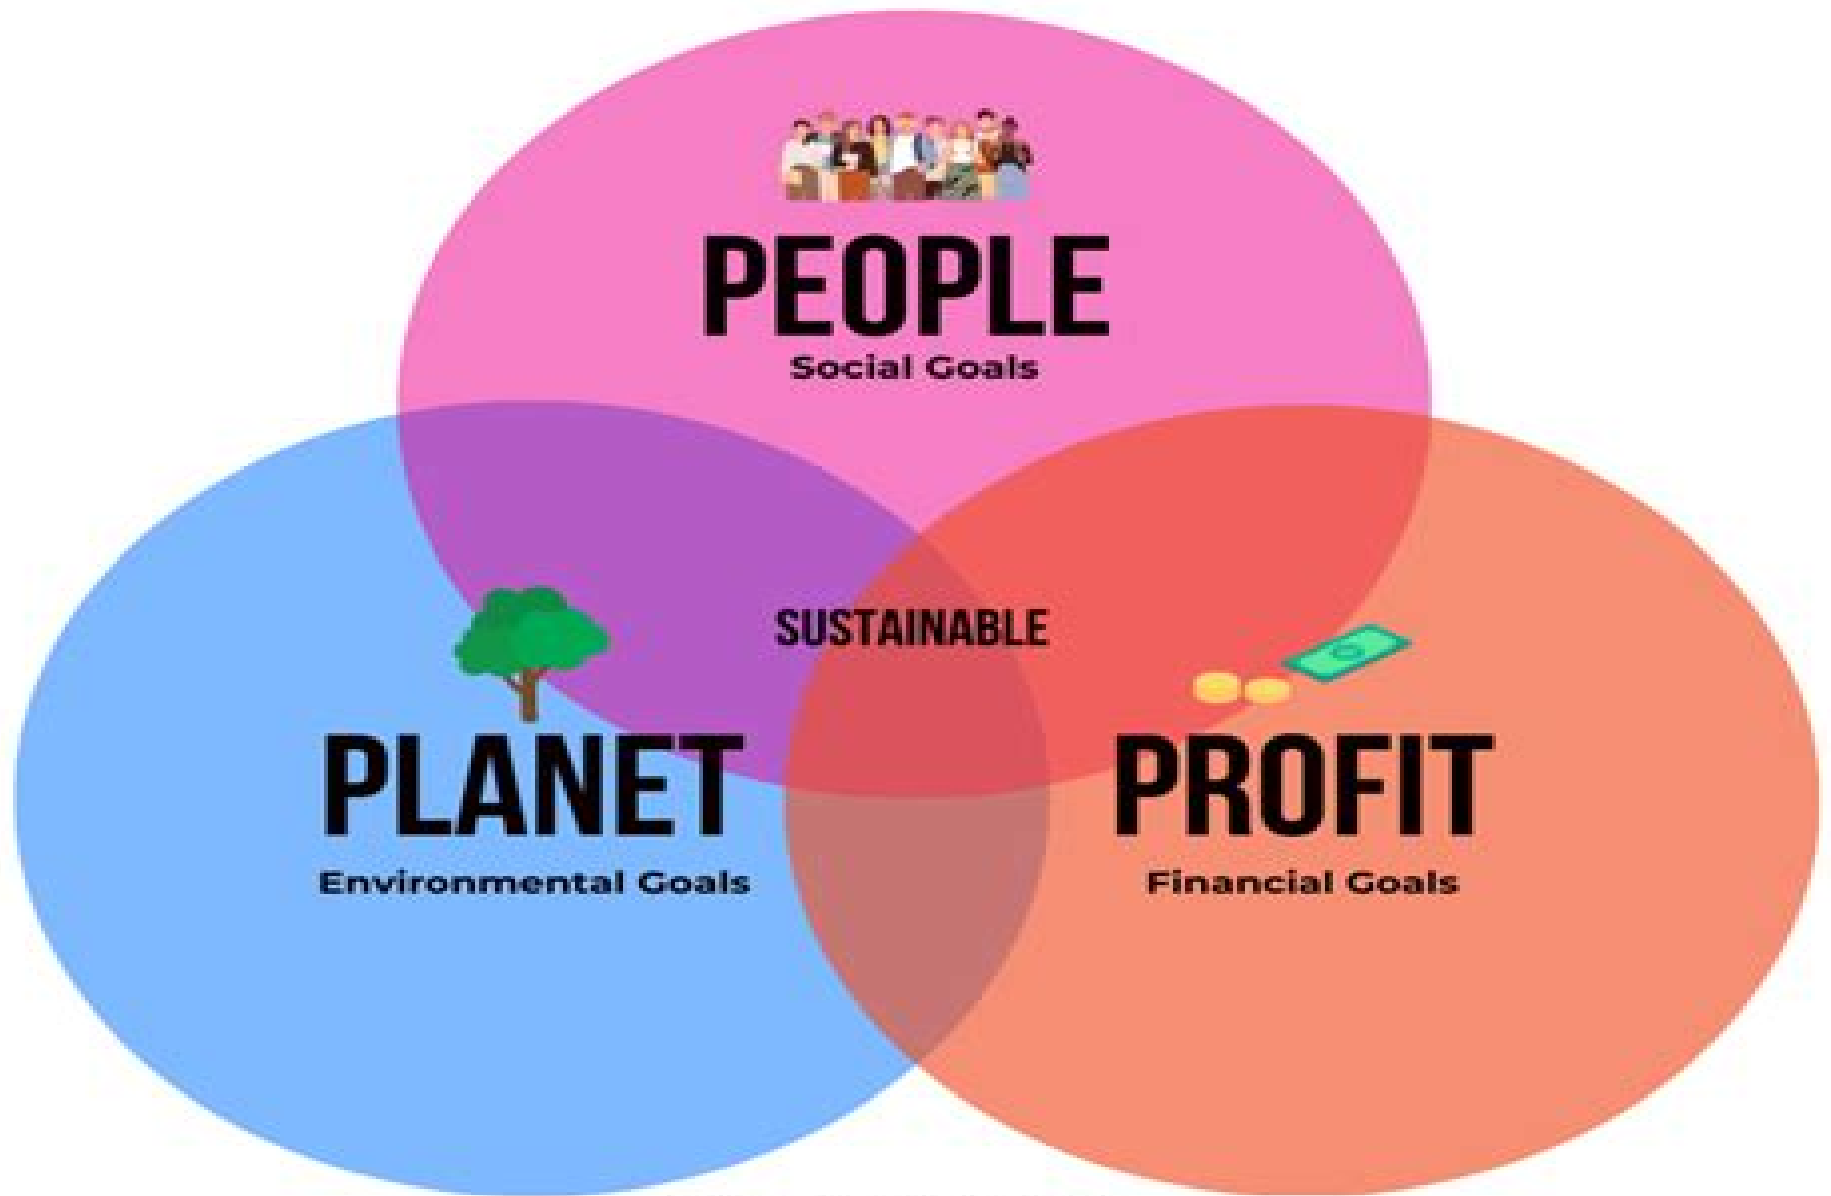 PEOPLE
Social Goals
SUSTAINABLE
PLANET
Environmental Goals
PROFIT
Financial Goals